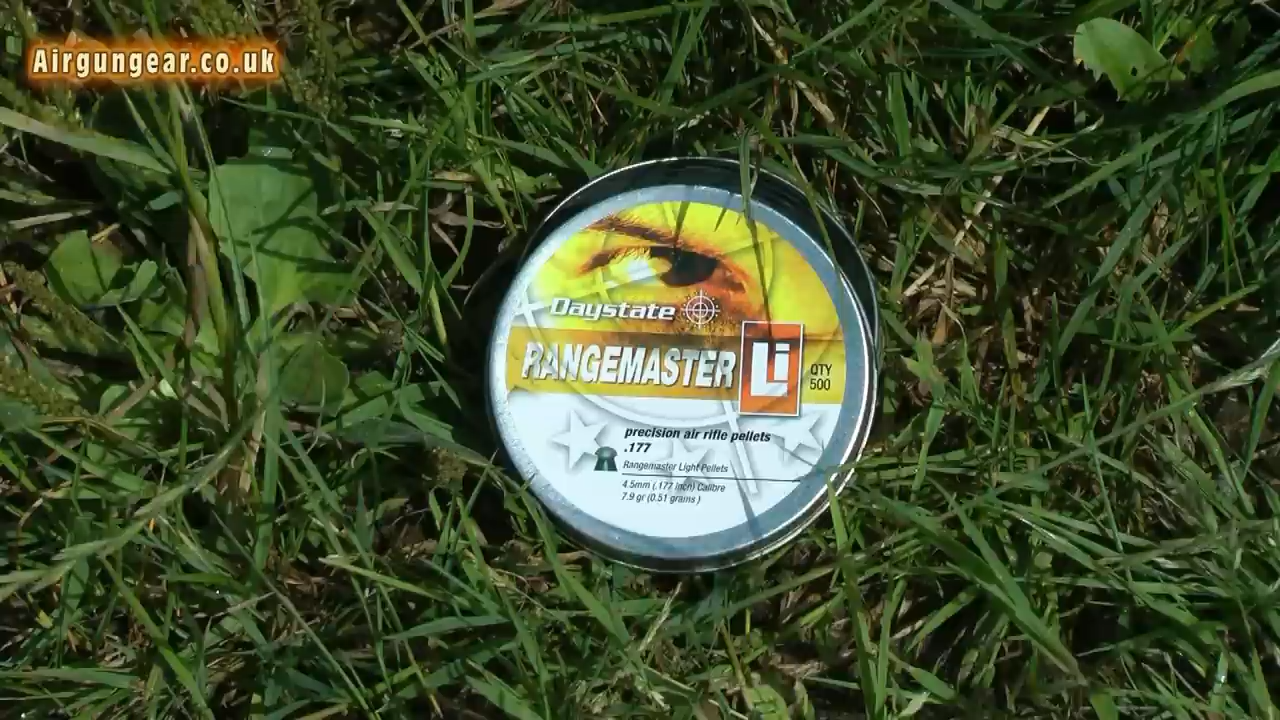 Airgungear.co.uk
Daystate
RANGEMASTER Li
QTY
500
precision air rifle pellets
.177
Rangemaster Light Pellets
4.5mm (.177 inch) Calibre
7.9 gr (0.51 grams)